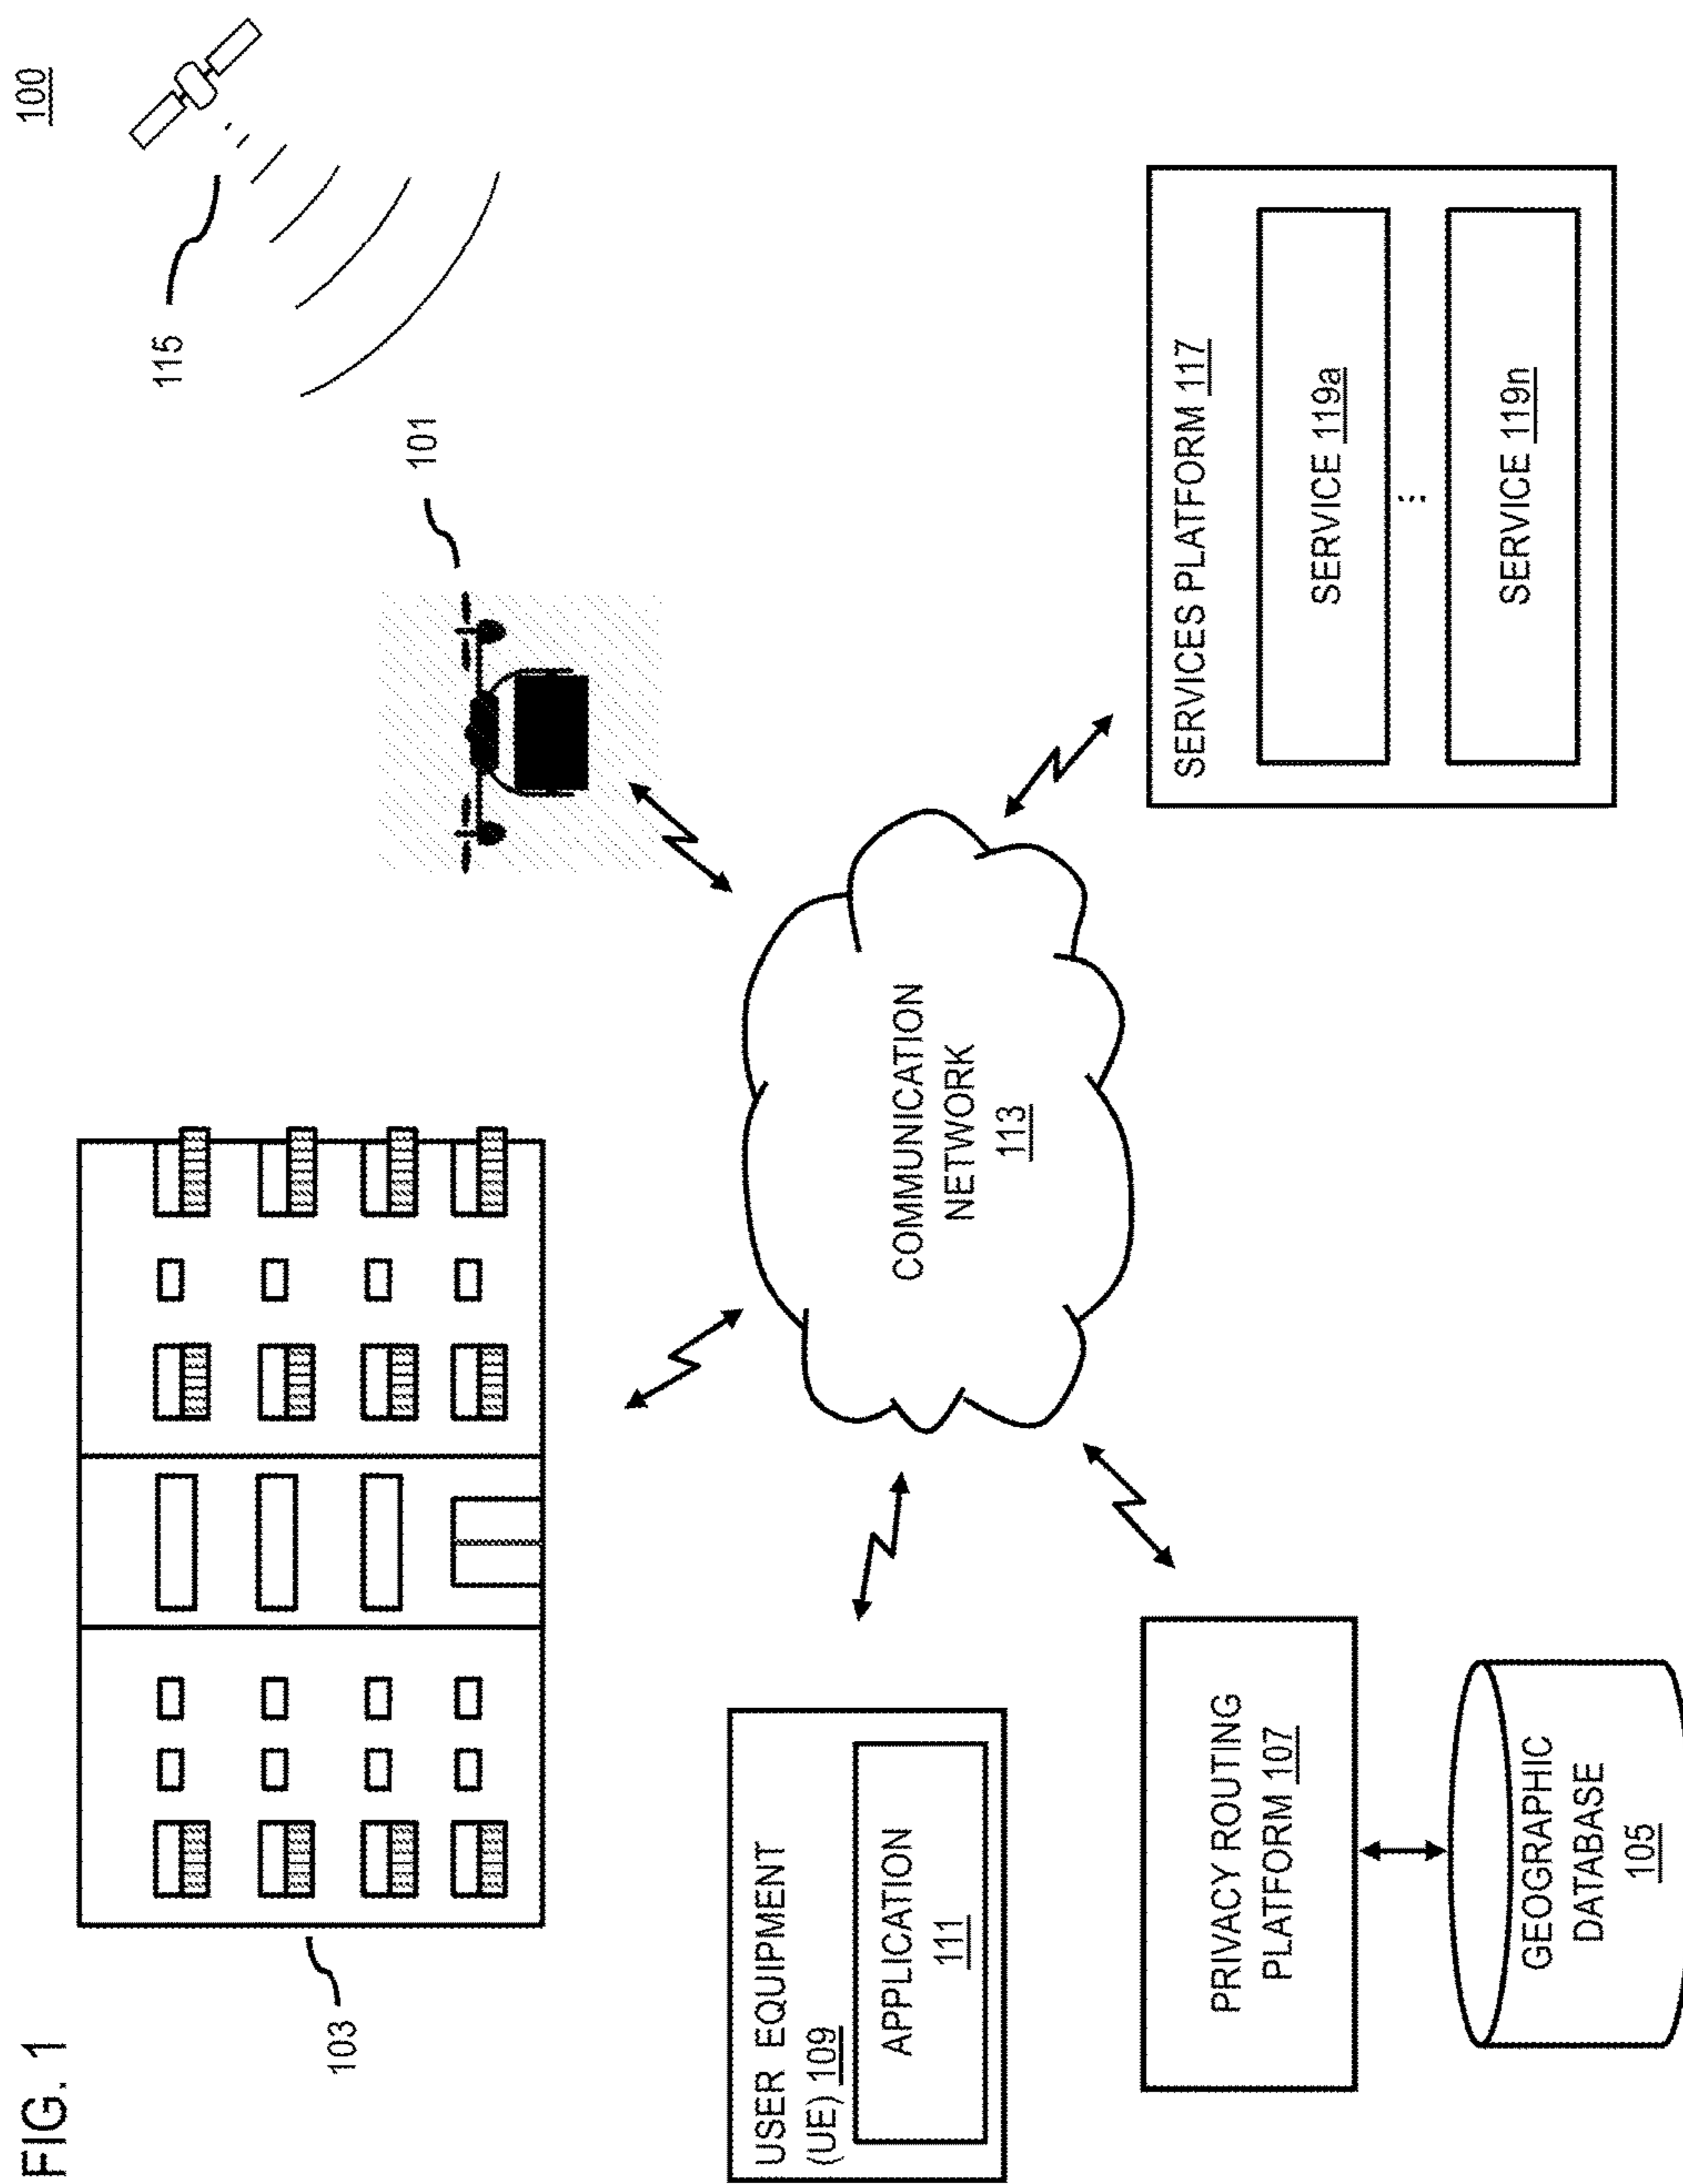 FIG. 1
100
103
101
115
USER EQUIPMENT
(UE) 109
APPLICATION
111
COMMUNICATION
NETWORK
113
PRIVACY ROUTING
PLATFORM 107
GEOGRAPHIC
DATABASE
105
SERVICES PLATFORM 117
SERVICE 119a
...
SERVICE 119n